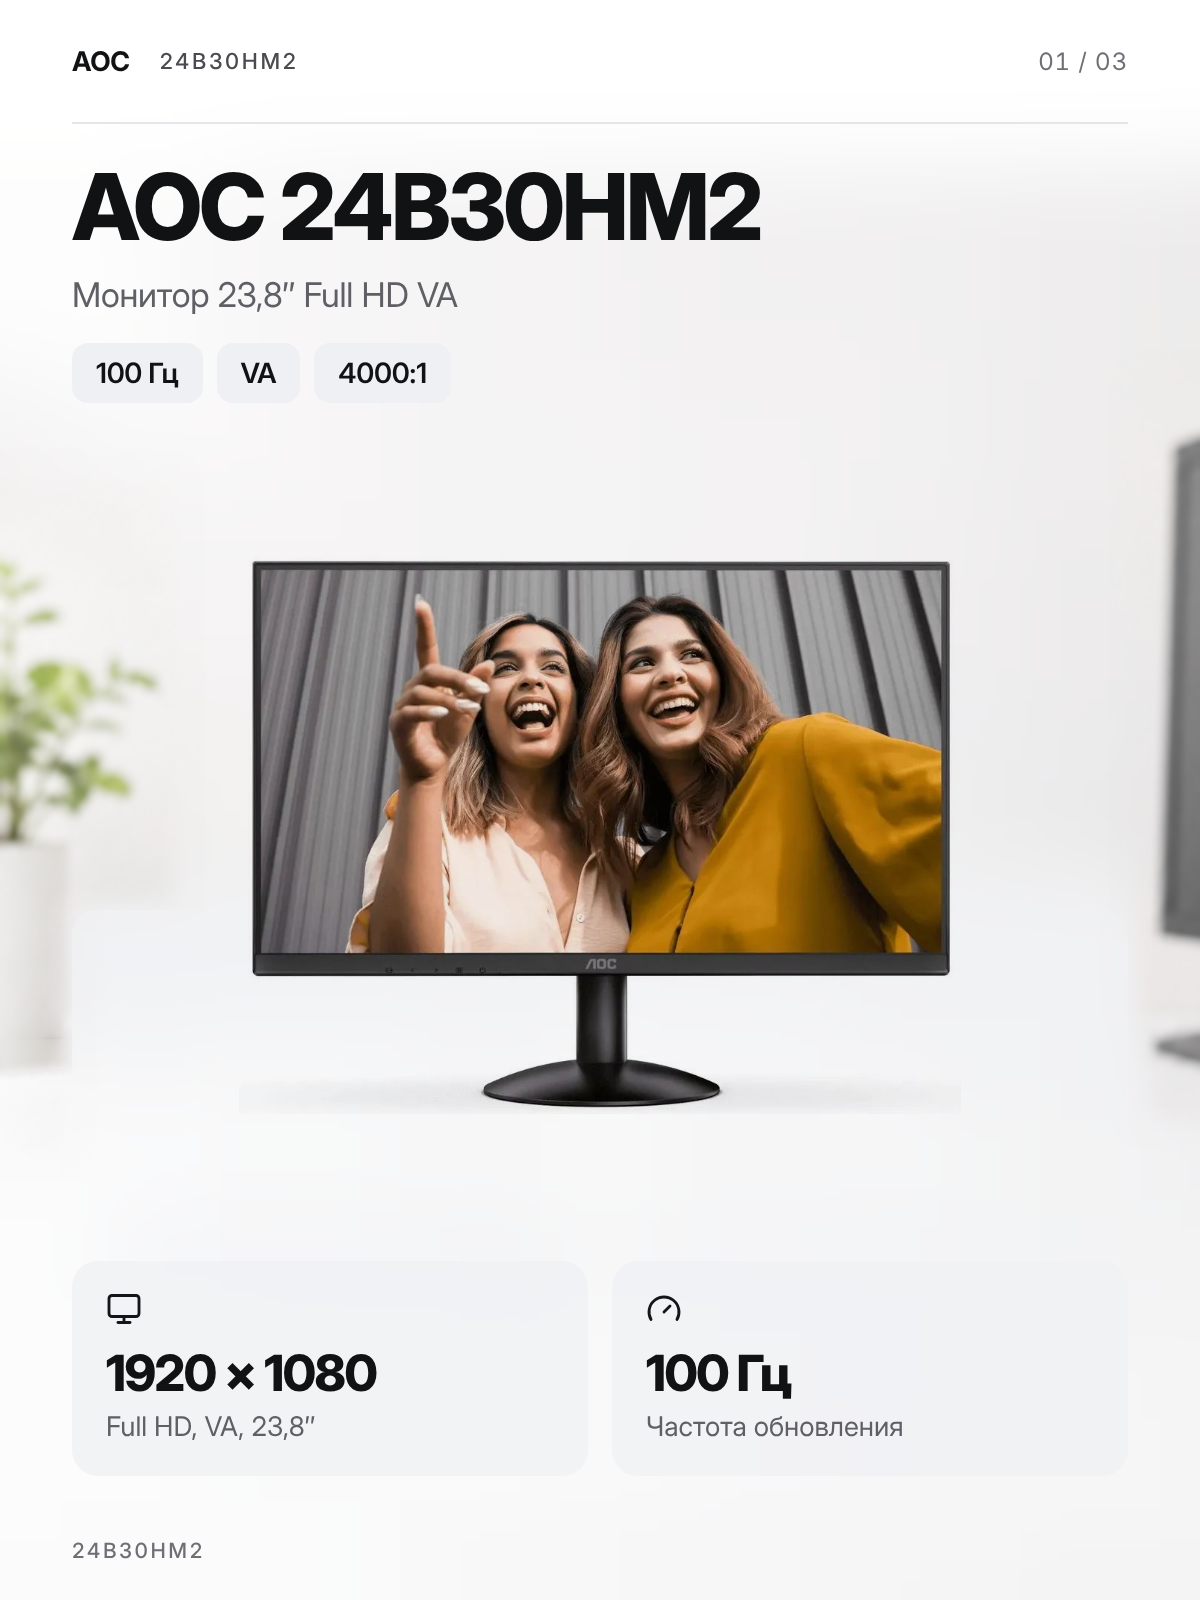 AOC 24B30HM2 01 / 03
AOC 24B30HM2
Монитор 23,8″ Full HD VA
100 Гц VA 4000:1
AOC
1920 × 1080
Full HD, VA, 23,8″
100 Гц
Частота обновления
24B30HM2